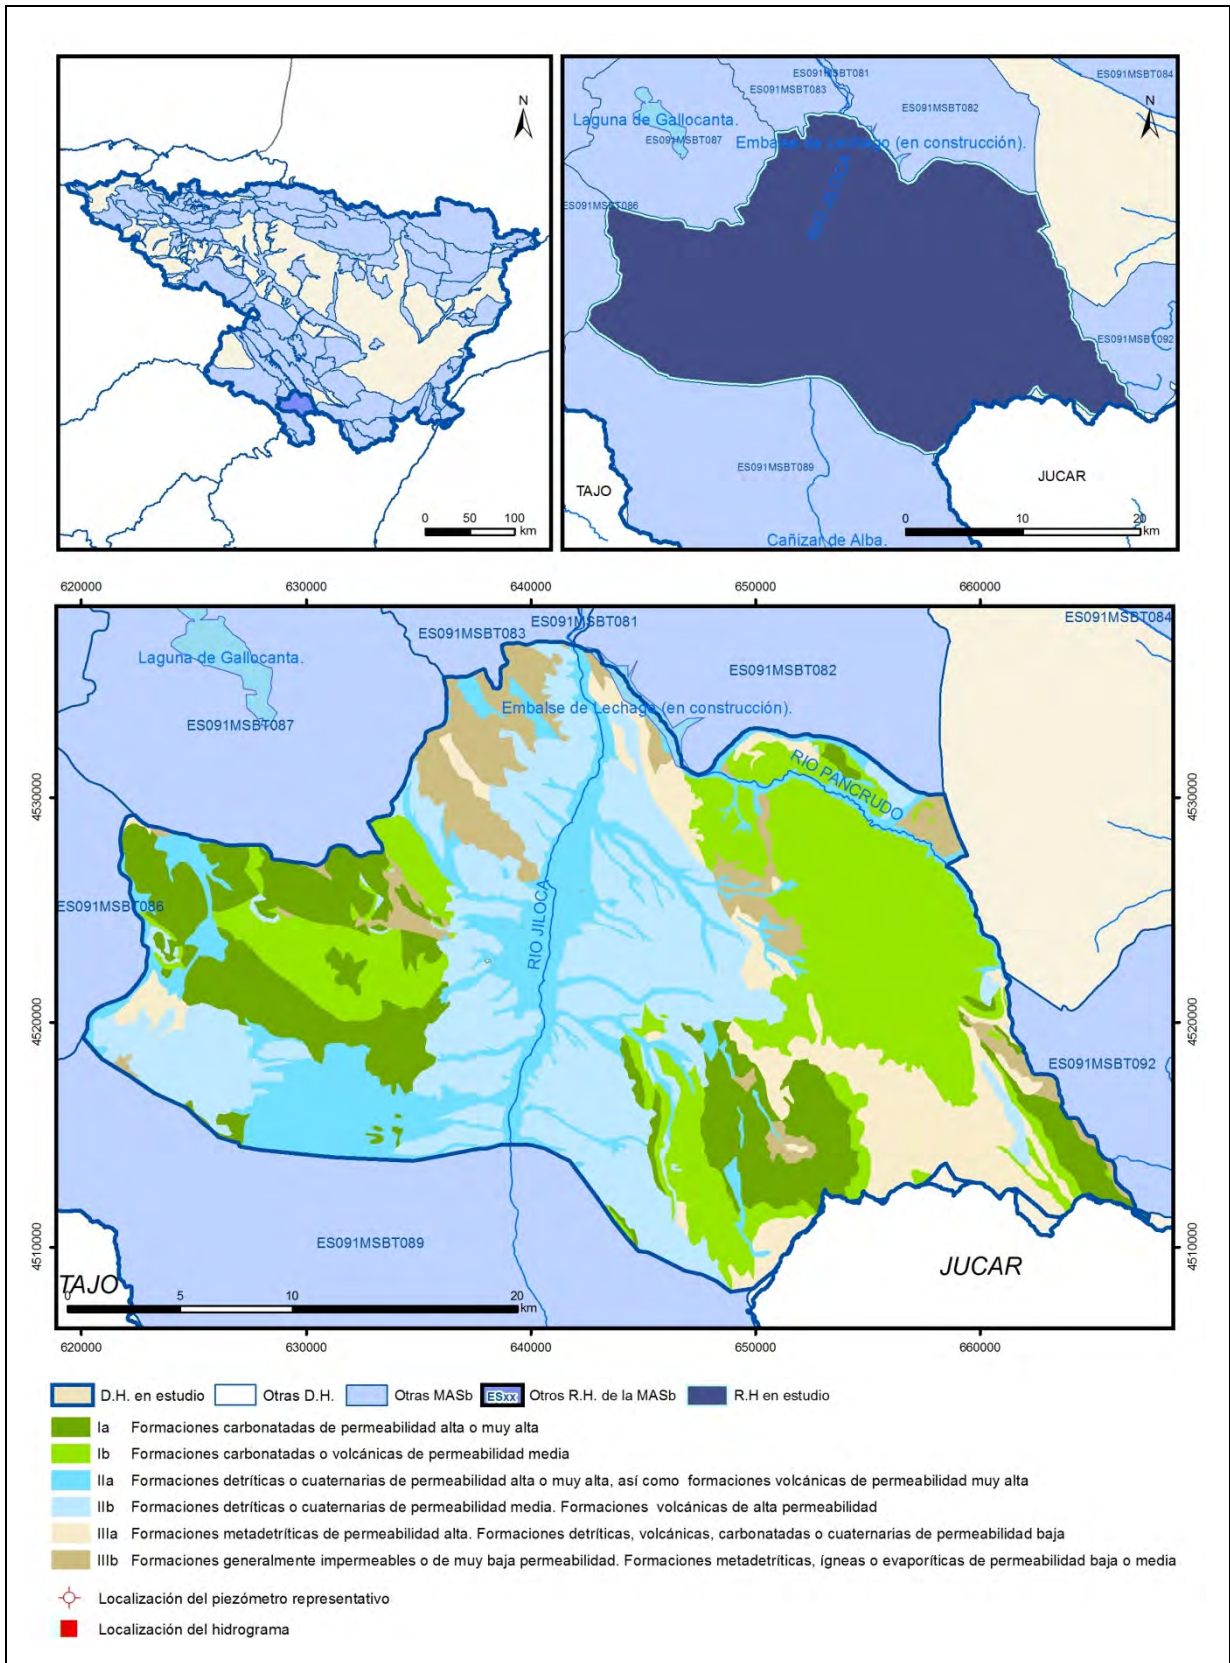 N
0 50 100
km
ES091MSBT081
ES091MSBT083
ES091MSBT084
Laguna de Gallocanta.
ES091MSBT082
N
ES091MSBT087
Embalse de Lechago (en construcción).
RIO JILOCA
ES091MSBT086
ES091MSBT092
ES091MSBT089
TAJO
JUCAR
0 10 20
km
Cañizar de Alba.
620000 630000 640000 650000 660000
ES091MSBT083
ES091MSBT081
ES091MSBT084
Laguna de Gallocanta.
ES091MSBT082
ES091MSBT087
Embalse de Lechago (en construcción).
RIO PANCRUDO
4530000
4530000
RIO JILOCA
ES091MSBT086
4520000
4520000
ES091MSBT092
ES091MSBT089
4510000
4510000
TAJO
JUCAR
0 5 10 20
km
620000 630000 640000 650000 660000
D.H. en estudio
Otras D.H.
Otras MASb
ESxx
Otros R.H. de la MASb
R.H en estudio
Ia Formaciones carbonatadas de permeabilidad alta o muy alta
Ib Formaciones carbonatadas o volcánicas de permeabilidad media
IIa Formaciones detríticas o cuaternarias de permeabilidad alta o muy alta, así como formaciones volcánicas de permeabilidad muy alta
IIb Formaciones detríticas o cuaternarias de permeabilidad media. Formaciones volcánicas de alta permeabilidad
IIIa Formaciones metadetríticas de permeabilidad alta. Formaciones detríticas, volcánicas, carbonatadas o cuaternarias de permeabilidad baja
IIIb Formaciones generalmente impermeables o de muy baja permeabilidad. Formaciones metadetríticas, ígneas o evaporíticas de permeabilidad baja o media
Localización del piezómetro representativo
Localización del hidrograma